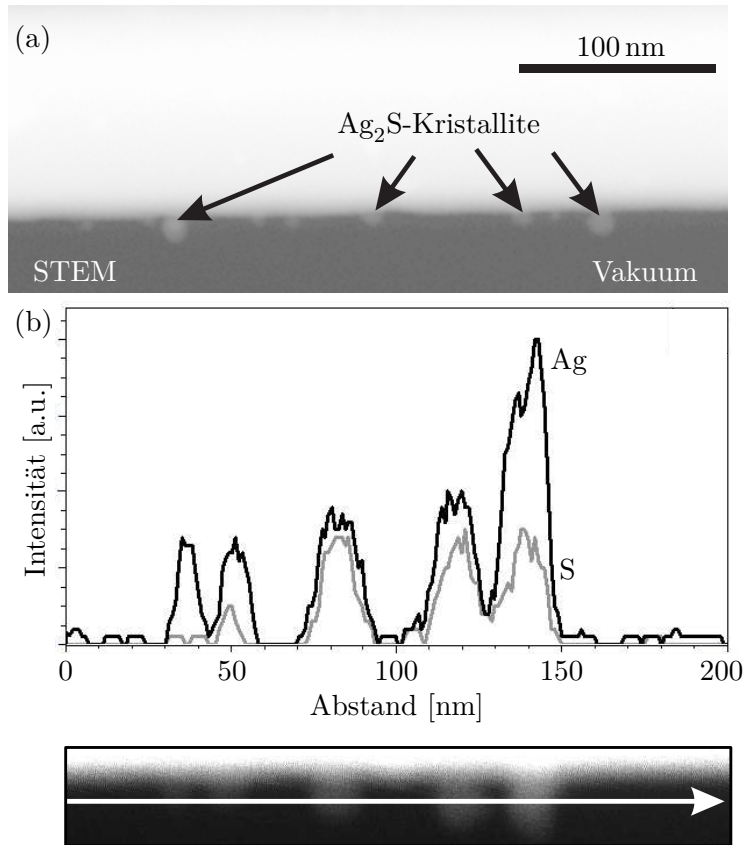 (a)
100 nm
Ag₂S-Kristallite
STEM
Vakuum
(b)
Intensität [a.u.]
Ag
S
0 50 100 150 200
Abstand [nm]